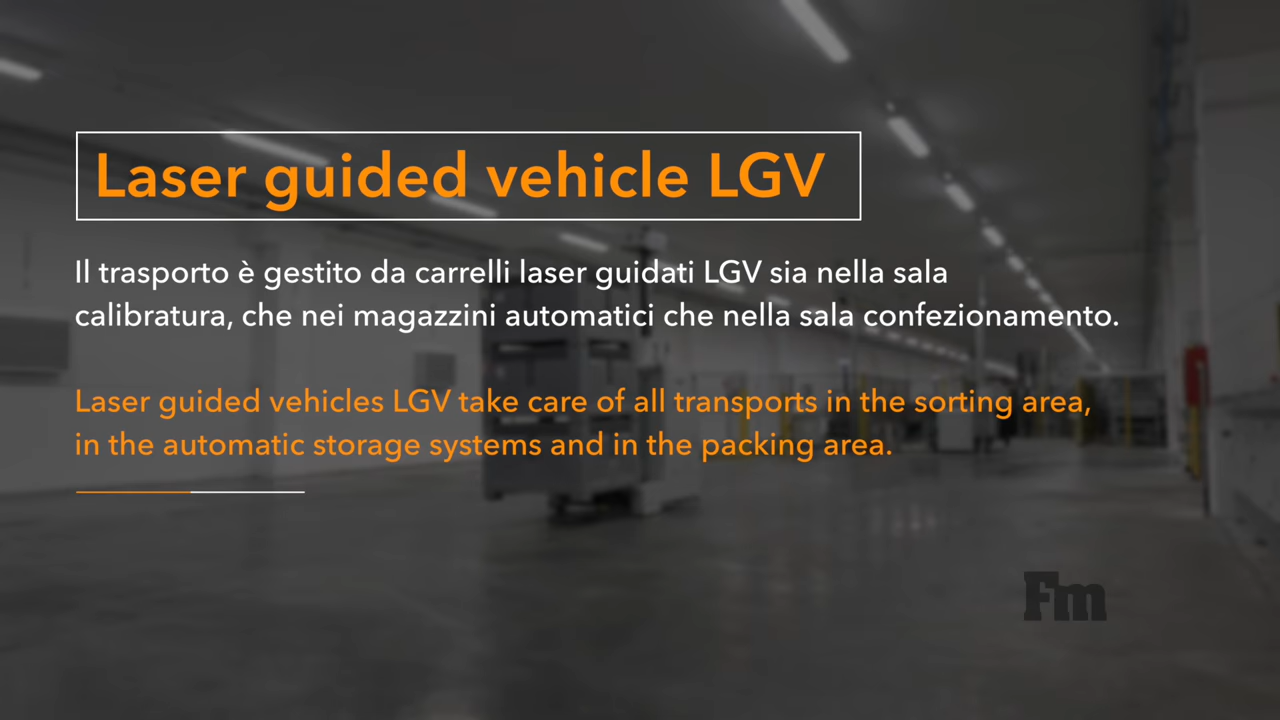 Laser guided vehicle LGV
Il trasporto è gestito da carrelli laser guidati LGV sia nella sala
calibratura, che nei magazzini automatici che nella sala confezionamento.
Laser guided vehicles LGV take care of all transports in the sorting area,
in the automatic storage systems and in the packing area.
Fm